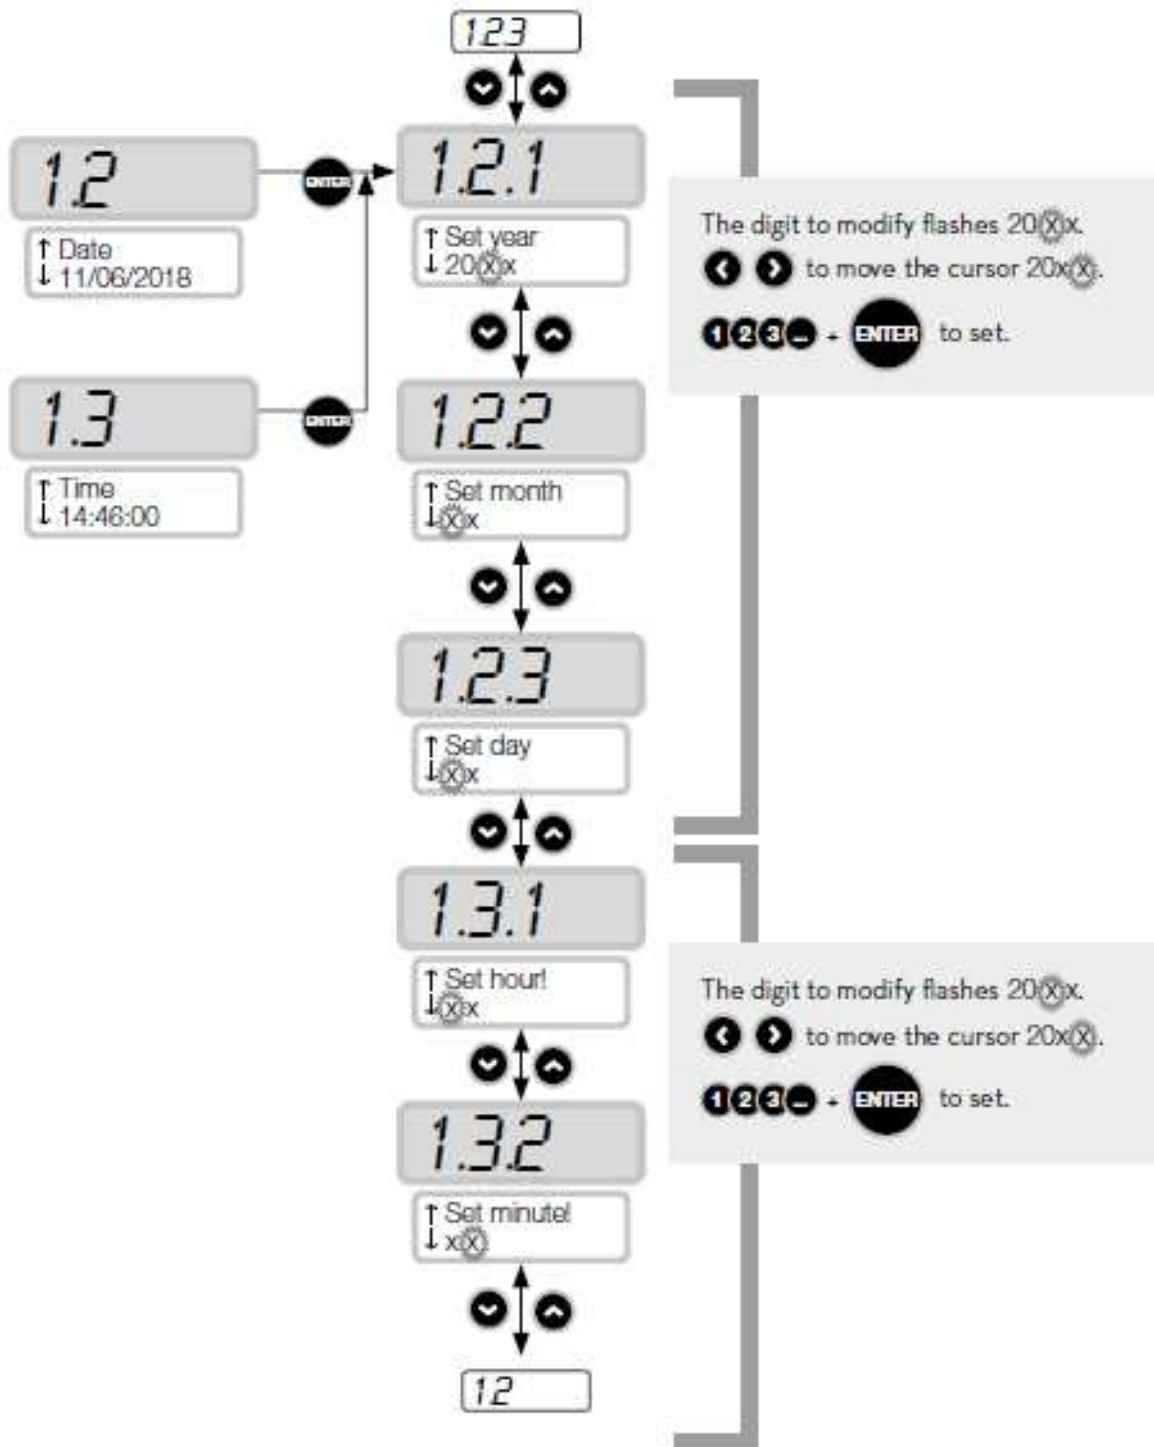 1.2.3
1.2
ENTER
1.2.1
↑ Date
↓ 11/06/2018
↑ Set year
↓ 20xx
The digit to modify flashes 20xx.
to move the cursor 20xx.
1 2 3 ... + ENTER to set.
1.3
ENTER
1.2.2
↑ Time
↓ 14:46:00
↑ Set month
↓ xx
1.2.3
↑ Set day
↓ xx
1.3.1
↑ Set hour!
↓ xx
The digit to modify flashes 20xx.
to move the cursor 20xx.
1 2 3 ... + ENTER to set.
1.3.2
↑ Set minute!
↓ xx
1.2